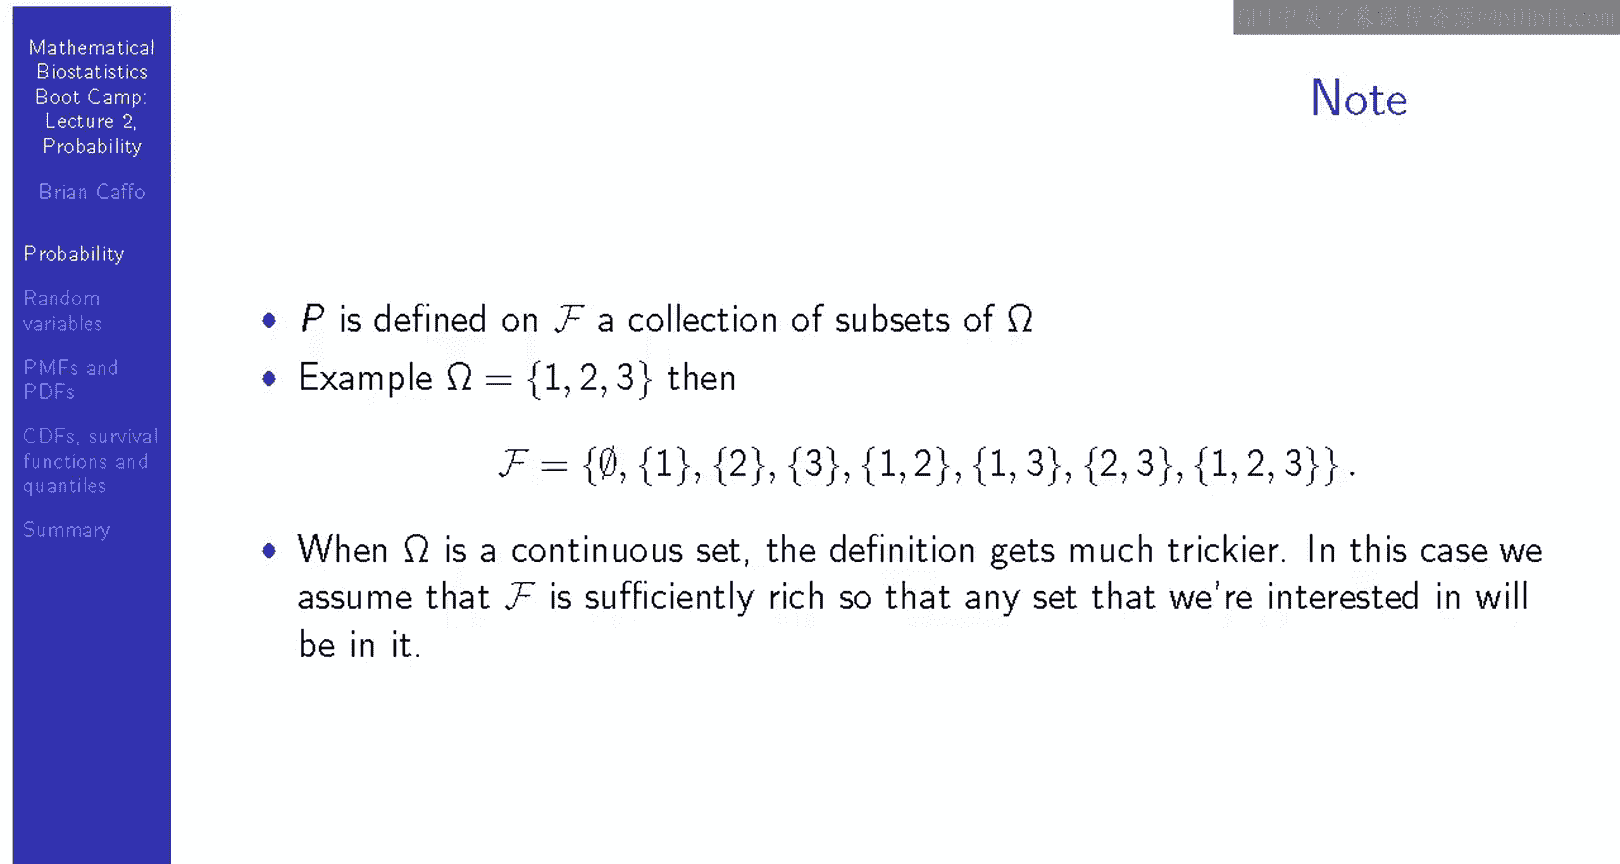 Mathematical
Biostatistics
Boot Camp:
Lecture 2,
Probability
Brian Caffo
Probability
Random
variables
PMFs and
PDFs
CDFs, survival
functions and
quantiles
Summary
Note
• P is defined on ℱ a collection of subsets of Ω
• Example Ω = {1, 2, 3} then
ℱ = {∅, {1}, {2}, {3}, {1, 2}, {1, 3}, {2, 3}, {1, 2, 3}} .
• When Ω is a continuous set, the definition gets much trickier. In this case we
assume that ℱ is sufficiently rich so that any set that we're interested in will
be in it.